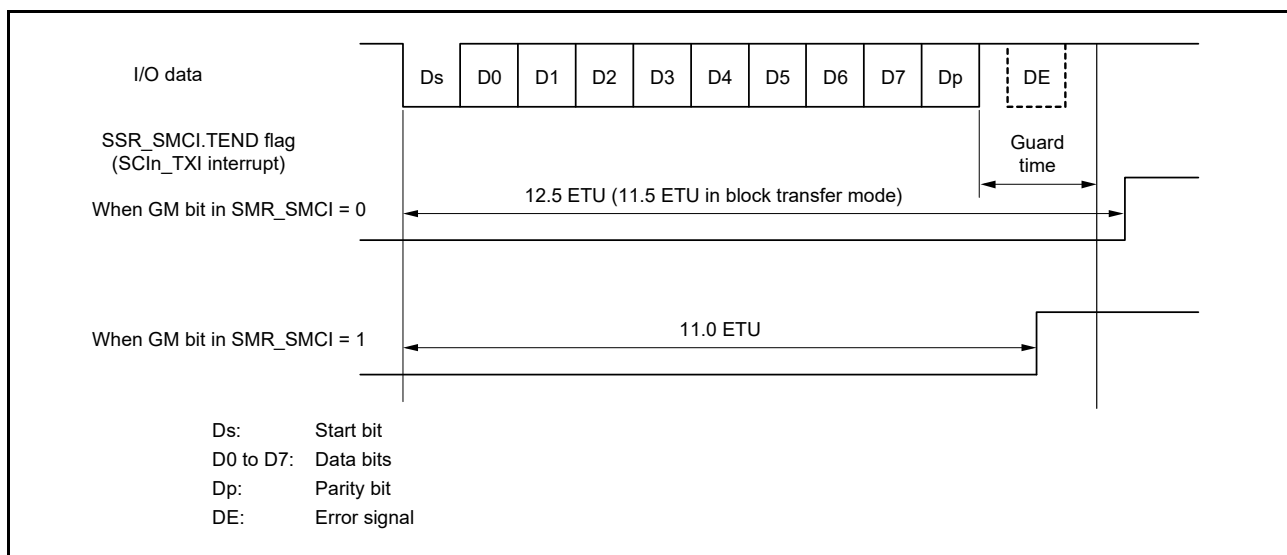 I/O data
Ds D0 D1 D2 D3 D4 D5 D6 D7 Dp DE
SSR_SMCI.TEND flag
(SCIn_TXI interrupt)
Guard
time
When GM bit in SMR_SMCI = 0
12.5 ETU (11.5 ETU in block transfer mode)
When GM bit in SMR_SMCI = 1
11.0 ETU
Ds: Start bit
D0 to D7: Data bits
Dp: Parity bit
DE: Error signal